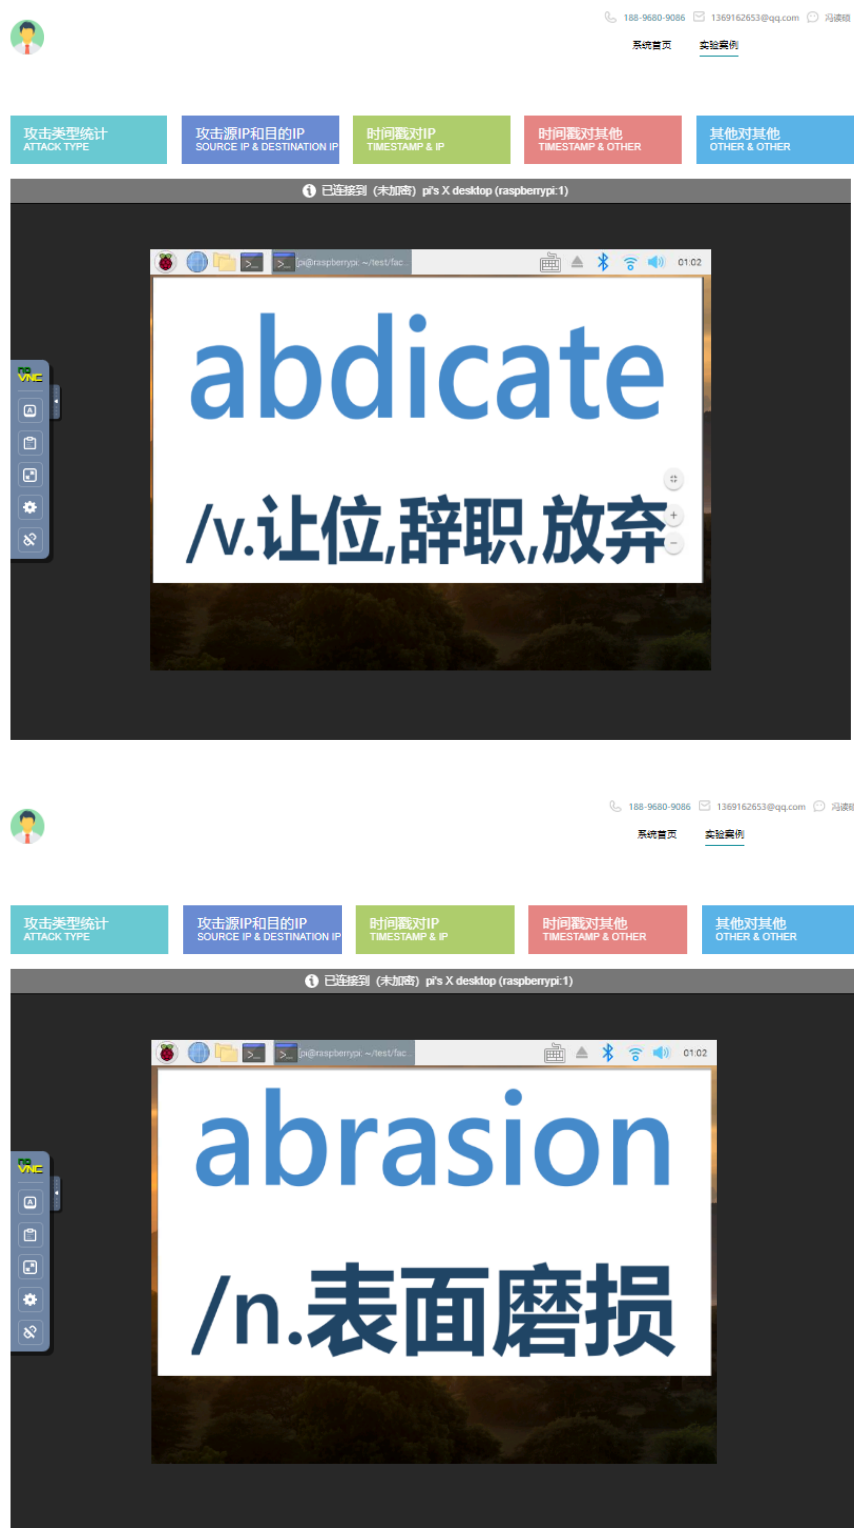 188-9680-9086 1369162653@qq.com 冯读硕
系统首页 实验案例
攻击类型统计 攻击源IP和目的IP 时间戳对IP 时间戳对其他 其他对其他
ATTACK TYPE SOURCE IP & DESTINATION IP TIMESTAMP & IP TIMESTAMP & OTHER OTHER & OTHER
已连接到（未加密）pi's X desktop (raspberrypi:1)
[pi@raspberrypi: ~/test/fac... 01:02
abdicate
no
VNC
A
/v.让位,辞职,放弃
188-9680-9086 1369162653@qq.com 冯读硕
系统首页 实验案例
攻击类型统计 攻击源IP和目的IP 时间戳对IP 时间戳对其他 其他对其他
ATTACK TYPE SOURCE IP & DESTINATION IP TIMESTAMP & IP TIMESTAMP & OTHER OTHER & OTHER
已连接到（未加密）pi's X desktop (raspberrypi:1)
[pi@raspberrypi: ~/test/fac... 01:02
abrasion
no
VNC
A
/n.表面磨损